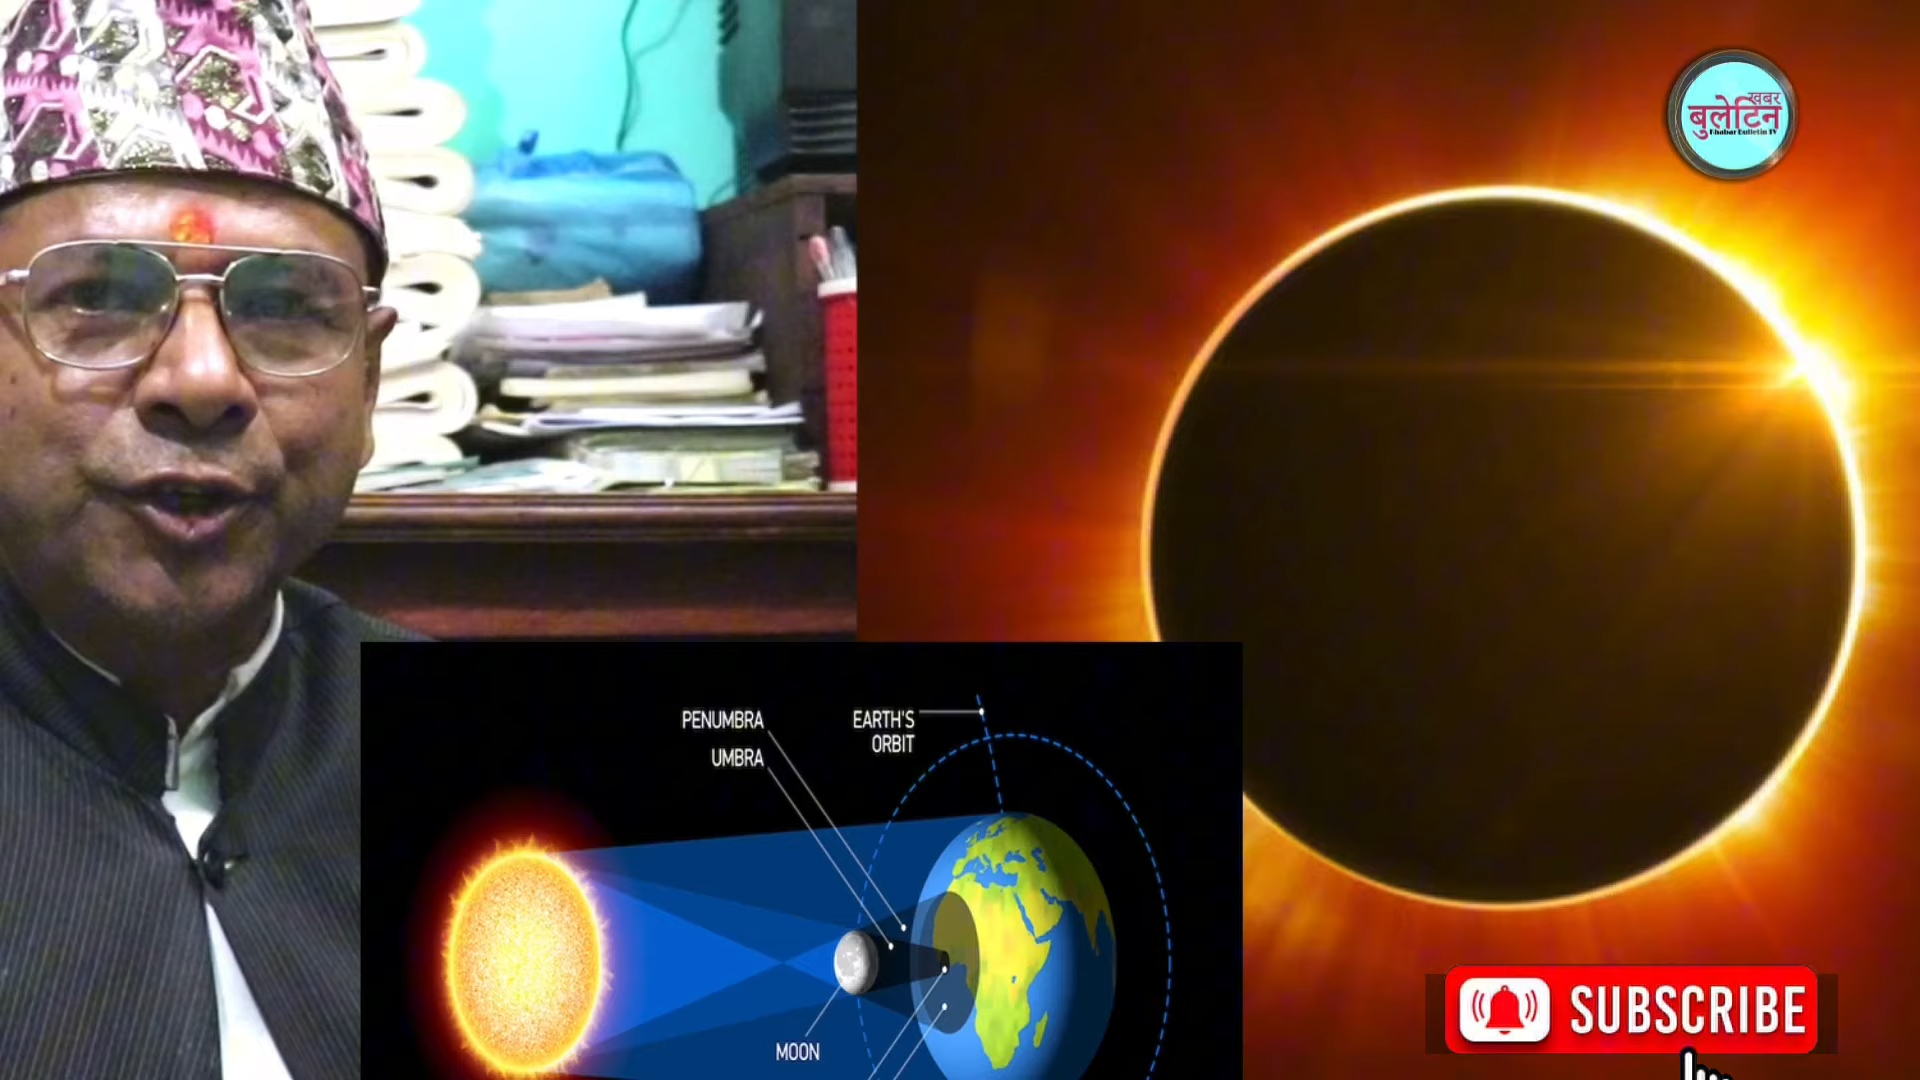 खबर
बुलेटिन
Khabar Bulletin TV
PENUMBRA
UMBRA
EARTH'S
ORBIT
MOON
SUBSCRIBE